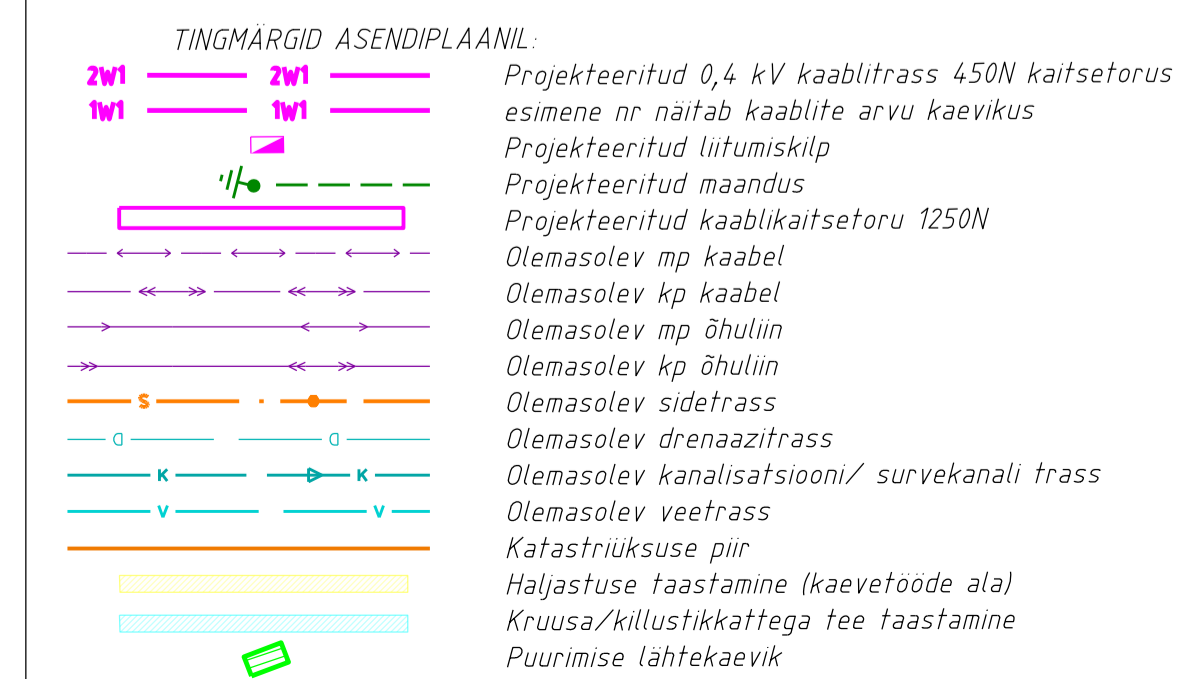 TINGMÄRGID ASENDIPLAANIL:
2W1 2W1 Projekteeritud 0,4 kV kaablitrass 450N kaitsetorus
1W1 1W1 esimene nr näitab kaablite arvu kaevikus
Projekteeritud liitumiskilp
Projekteeritud maandus
Projekteeritud kaablikaitsetoru 1250N
Olemasolev mp kaabel
Olemasolev kp kaabel
Olemasolev mp õhuliin
Olemasolev kp õhuliin
S Olemasolev sidetrass
D D Olemasolev drenaazitrass
K K Olemasolev kanalisatsiooni/ survekanali trass
V V Olemasolev veetrass
Katastriüksuse piir
Haljastuse taastamine (kaevetööde ala)
Kruusa/killustikkattega tee taastamine
Puurimise lähtekaevik